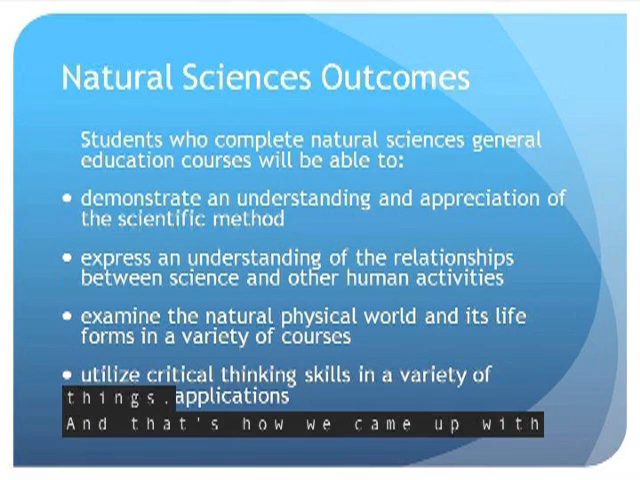 Natural Sciences Outcomes
Students who complete natural sciences general
education courses will be able to:
• demonstrate an understanding and appreciation of
the scientific method
• express an understanding of the relationships
between science and other human activities
• examine the natural physical world and its life
forms in a variety of courses
• utilize critical thinking skills in a variety of
applications
things.
And that's how we came up with